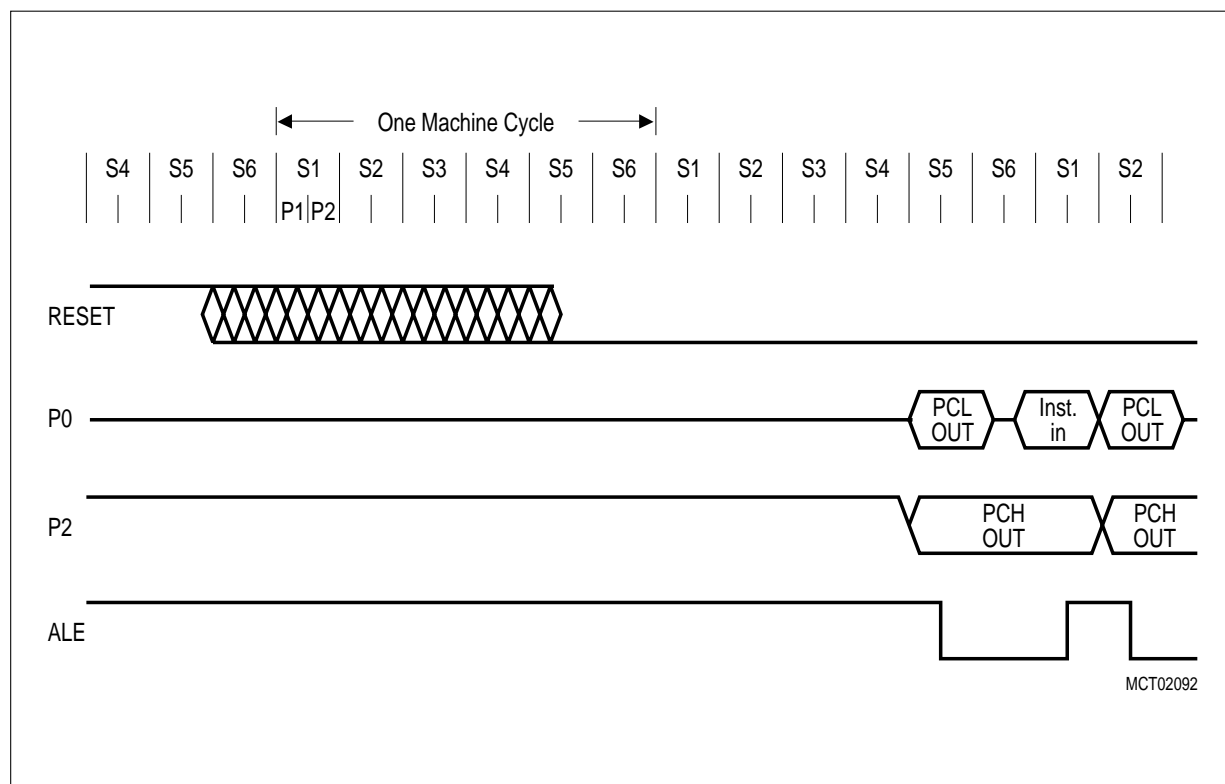 One Machine Cycle
S4 S5 S6 S1 S2 S3 S4 S5 S6 S1 S2 S3 S4 S5 S6 S1 S2
P1 P2
RESET
P0
PCL
OUT
Inst.
in
PCL
OUT
P2
PCH
OUT
PCH
OUT
ALE
MCT02092